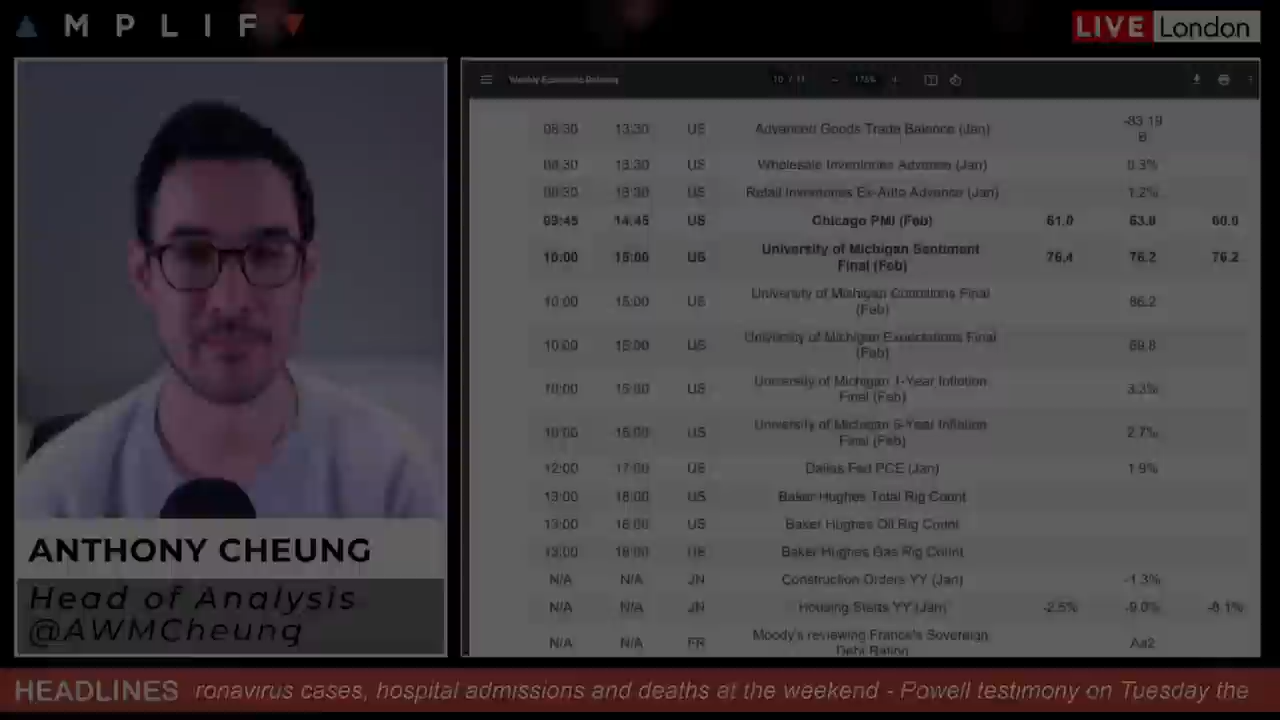 MPLIF
LIVE London
Weekly Economic Briefing
10 / 11 − 175% +
08:30 13:30 US Advanced Goods Trade Balance (Jan) -83.19
B
08:30 13:30 US Wholesale Inventories Advance (Jan) 0.3%
08:30 13:30 US Retail Inventories Ex-Auto Advance (Jan) 1.2%
09:45 14:45 US Chicago PMI (Feb) 61.0 63.8 60.0
10:00 15:00 US University of Michigan Sentiment
Final (Feb) 76.4 76.2 76.2
10:00 15:00 US University of Michigan Conditions Final
(Feb) 86.2
10:00 15:00 US University of Michigan Expectations Final
(Feb) 69.8
10:00 15:00 US University of Michigan 1-Year Inflation
Final (Feb) 3.3%
10:00 15:00 US University of Michigan 5-Year Inflation
Final (Feb) 2.7%
12:00 17:00 US Dallas Fed PCE (Jan) 1.9%
13:00 18:00 US Baker Hughes Total Rig Count
13:00 18:00 US Baker Hughes Oil Rig Count
13:00 18:00 US Baker Hughes Gas Rig Count
N/A N/A JN Construction Orders YY (Jan) -1.3%
N/A N/A JN Housing Starts YY (Jan) -2.5% -9.0% -8.1%
N/A N/A FR Moody's reviewing France's Sovereign
Debt Rating Aa2
ANTHONY CHEUNG
Head of Analysis
@AWMCheung
HEADLINES ronavirus cases, hospital admissions and deaths at the weekend - Powell testimony on Tuesday the